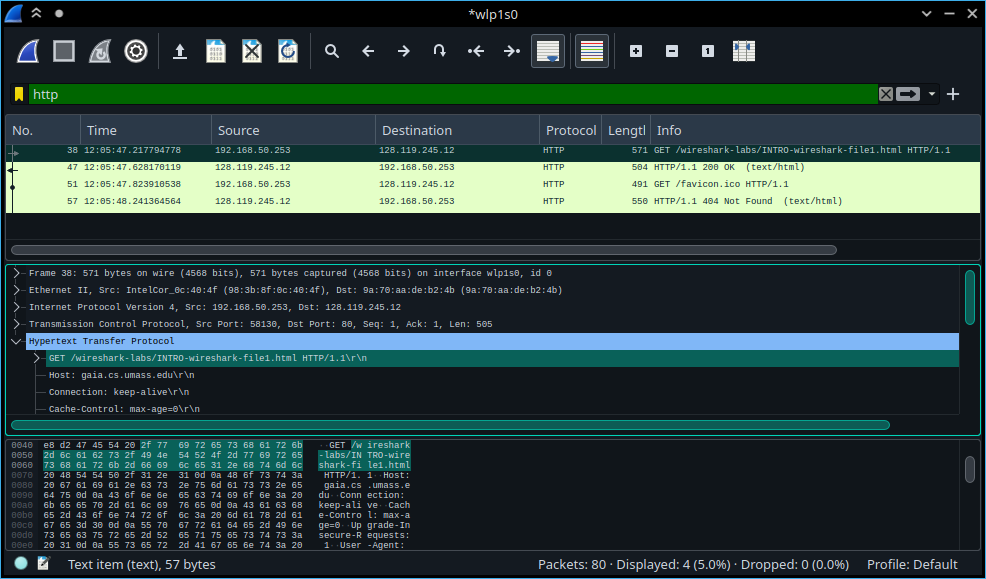 *wlp1s0
http
No. Time Source Destination Protocol Lengtl Info
38 12:05:47.217794778 192.168.50.253 128.119.245.12 HTTP 571 GET /wireshark-labs/INTRO-wireshark-file1.html HTTP/1.1
47 12:05:47.628170119 128.119.245.12 192.168.50.253 HTTP 504 HTTP/1.1 200 OK  (text/html)
51 12:05:47.823910538 192.168.50.253 128.119.245.12 HTTP 491 GET /favicon.ico HTTP/1.1
57 12:05:48.241364564 128.119.245.12 192.168.50.253 HTTP 550 HTTP/1.1 404 Not Found  (text/html)
Frame 38: 571 bytes on wire (4568 bits), 571 bytes captured (4568 bits) on interface wlp1s0, id 0
Ethernet II, Src: IntelCor_0c:40:4f (98:3b:8f:0c:40:4f), Dst: 9a:70:aa:de:b2:4b (9a:70:aa:de:b2:4b)
Internet Protocol Version 4, Src: 192.168.50.253, Dst: 128.119.245.12
Transmission Control Protocol, Src Port: 58130, Dst Port: 80, Seq: 1, Ack: 1, Len: 505
Hypertext Transfer Protocol
GET /wireshark-labs/INTRO-wireshark-file1.html HTTP/1.1\r\n
Host: gaia.cs.umass.edu\r\n
Connection: keep-alive\r\n
Cache-Control: max-age=0\r\n
0040 e8 d2 47 45 54 20 2f 77 69 72 65 73 68 61 72 6b ··GET /w ireshark
0050 2d 6c 61 62 73 2f 49 4e 54 52 4f 2d 77 69 72 65 -labs/IN TRO-wire
0060 73 68 61 72 6b 2d 66 69 6c 65 31 2e 68 74 6d 6c shark-fi le1.html
0070 20 48 54 54 50 2f 31 2e 31 0d 0a 48 6f 73 74 3a HTTP/1. 1··Host:
0080 20 67 61 69 61 2e 63 73 2e 75 6d 61 73 73 2e 65 gaia.cs .umass.e
0090 64 75 0d 0a 43 6f 6e 6e 65 63 74 69 6f 6e 3a 20 du··Conn ection:
00a0 6b 65 65 70 2d 61 6c 69 76 65 0d 0a 43 61 63 68 keep-ali ve··Cach
00b0 65 2d 43 6f 6e 74 72 6f 6c 3a 20 6d 61 78 2d 61 e-Contro l: max-a
00c0 67 65 3d 30 0d 0a 55 70 67 72 61 64 65 2d 49 6e ge=0··Up grade-In
00d0 73 65 63 75 72 65 2d 52 65 71 75 65 73 74 73 3a secure-R equests:
00e0 20 31 0d 0a 55 73 65 72 2d 41 67 65 6e 74 3a 20 1··User -Agent:
Text item (text), 57 bytes Packets: 80 · Displayed: 4 (5.0%) · Dropped: 0 (0.0%) Profile: Default